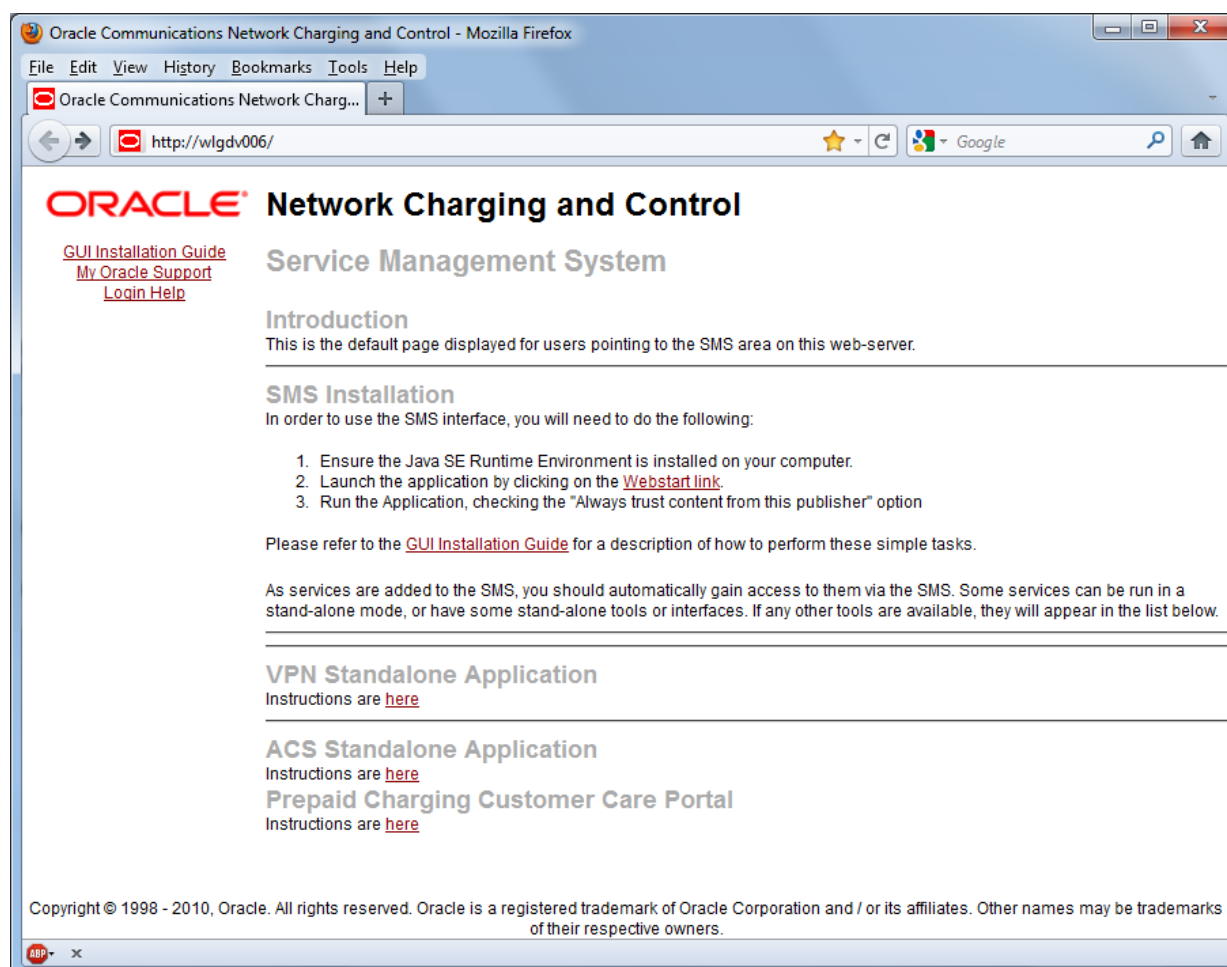 Oracle Communications Network Charging and Control - Mozilla Firefox
File Edit View History Bookmarks Tools Help
Oracle Communications Network Charg...
http://wlgdv006/
Google
ORACLE
Network Charging and Control
GUI Installation Guide
My Oracle Support
Login Help
Service Management System
Introduction
This is the default page displayed for users pointing to the SMS area on this web-server.
SMS Installation
In order to use the SMS interface, you will need to do the following:
1. Ensure the Java SE Runtime Environment is installed on your computer.
2. Launch the application by clicking on the Webstart link.
3. Run the Application, checking the "Always trust content from this publisher" option
Please refer to the GUI Installation Guide for a description of how to perform these simple tasks.
As services are added to the SMS, you should automatically gain access to them via the SMS. Some services can be run in a
stand-alone mode, or have some stand-alone tools or interfaces. If any other tools are available, they will appear in the list below.
VPN Standalone Application
Instructions are here
ACS Standalone Application
Instructions are here
Prepaid Charging Customer Care Portal
Instructions are here
Copyright © 1998 - 2010, Oracle. All rights reserved. Oracle is a registered trademark of Oracle Corporation and / or its affiliates. Other names may be trademarks
of their respective owners.
ABP